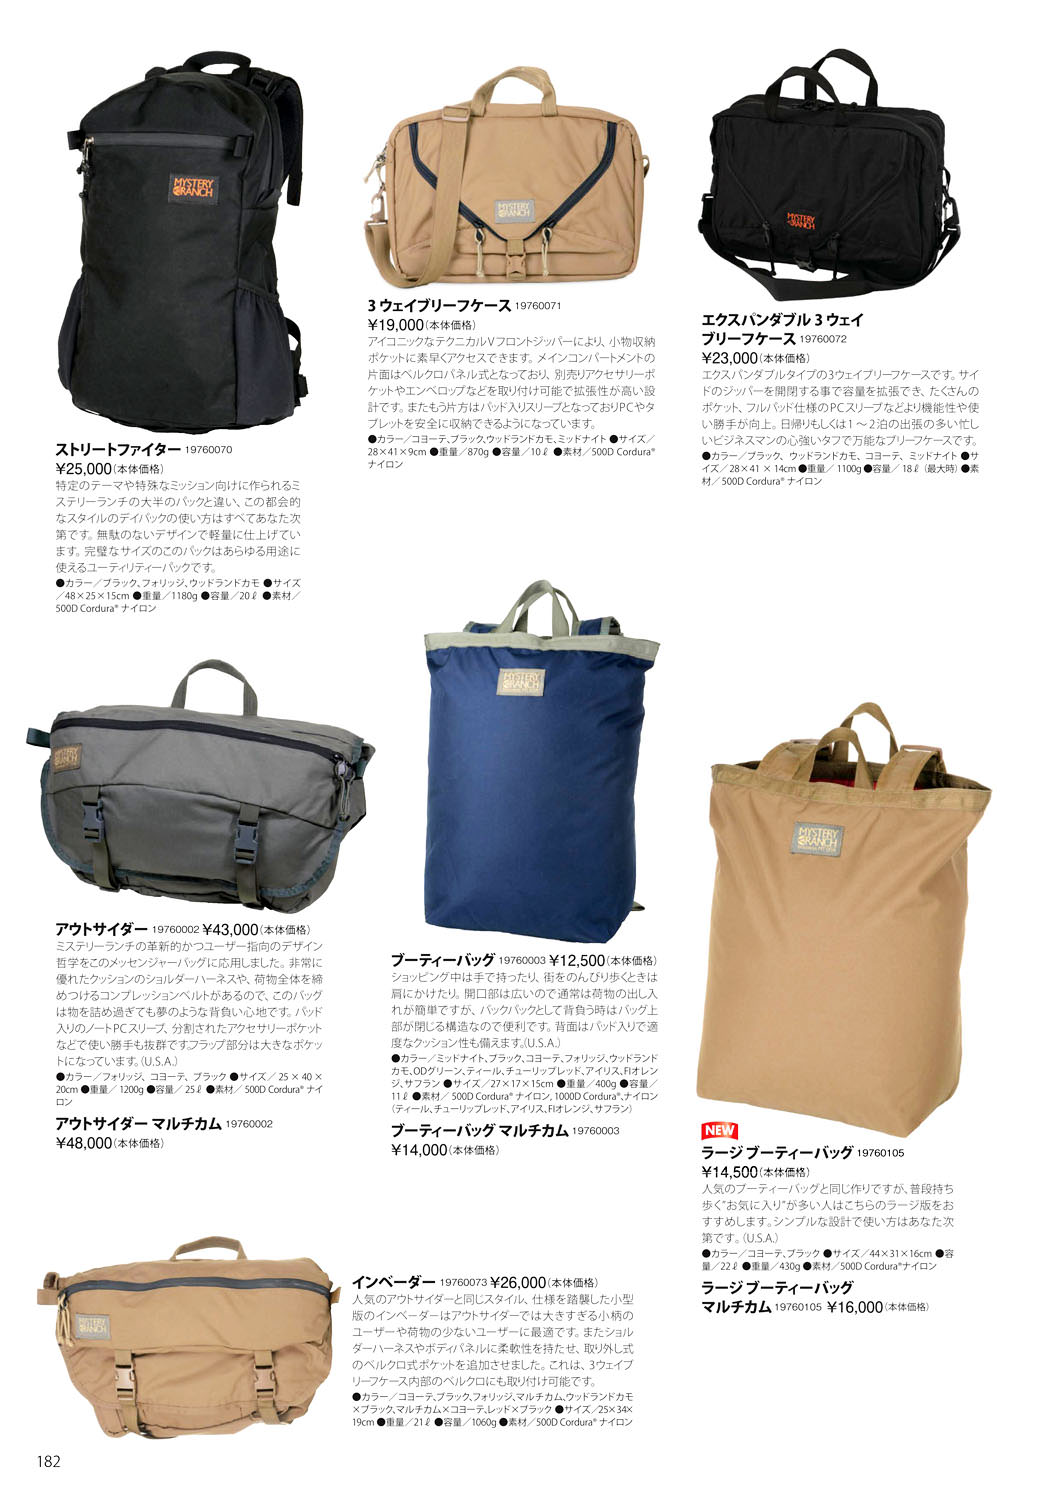 MYSTERY
RANCH
ストリートファイター 19760070
¥25,000(本体価格)
特定のテーマや特殊なミッション向けに作られるミ
ステリーランチの大半のパックと違い、この都会的
なスタイルのデイパックの使い方はすべてあなた次
第です。無駄のないデザインで軽量に仕上げてい
ます。完璧なサイズのこのパックはあらゆる用途に
使えるユーティリティーパックです。
●カラー／ブラック、フォリッジ、ウッドランドカモ ●サイズ
／48×25×15cm ●重量／1180g ●容量／20ℓ ●素材／
500D Cordura® ナイロン
MYSTERY
RANCH
3 ウェイブリーフケース 19760071
¥19,000(本体価格)
アイコニックなテクニカルVフロントジッパーにより、小物収納
ポケットに素早くアクセスできます。メインコンパートメントの
片面はベルクロパネル式となっており、別売りアクセサリーポ
ケットやエンベロップなどを取り付け可能で拡張性が高い設
計です。またもう片方はパッド入りスリーブとなっておりPCやタ
ブレットを安全に収納できるようになっています。
●カラー／コヨーテ,ブラック,ウッドランドカモ,ミッドナイト ●サイズ／
28×41×9cm ●重量／870g ●容量／10ℓ ●素材／500D Cordura®
ナイロン
MYSTERY
RANCH
エクスパンダブル 3 ウェイ
ブリーフケース 19760072
¥23,000(本体価格)
エクスパンダブルタイプの3ウェイブリーフケースです。サイ
ドのジッパーを開閉する事で容量を拡張でき、たくさんの
ポケット、フルパッド仕様のPCスリーブなどより機能性や使
い勝手が向上。日帰りもしくは1～2泊の出張の多い忙し
いビジネスマンの心強いタフで万能なブリーフケースです。
●カラー／ブラック、ウッドランドカモ、コヨーテ、ミッドナイト ●サ
イズ／28×41 × 14cm ●重量／ 1100g ●容量／ 18ℓ (最大時) ●素
材／500D Cordura® ナイロン
MYSTERY
RANCH
アウトサイダー 19760002 ¥43,000(本体価格)
ミステリーランチの革新的かつユーザー指向のデザイン
哲学をこのメッセンジャーバッグに応用しました。非常に
優れたクッションのショルダーハーネスや、荷物全体を締
めつけるコンプレッションベルトがあるので、このバッグ
は物を詰め過ぎても夢のような背負い心地です。パッド
入りのノートPCスリーブ、分割されたアクセサリーポケット
などで使い勝手も抜群です。フラップ部分は大きなポケッ
トになっています。(U.S.A.)
●カラー／フォリッジ、コヨーテ、ブラック ●サイズ／ 25 × 40 ×
20cm ●重量／ 1200g ●容量／ 25ℓ ●素材／ 500D Cordura® ナイ
ロン
アウトサイダー マルチカム 19760002
¥48,000(本体価格)
MYSTERY
RANCH
ブーティーバッグ 19760003 ¥12,500(本体価格)
ショッピング中は手で持ったり、街をのんびり歩くときは
肩にかけたり。開口部は広いので通常は荷物の出し入
れが簡単ですが、バックパックとして背負う時はバッグ上
部が閉じる構造なので便利です。背面はパッド入りで適
度なクッション性も備えます。(U.S.A.)
●カラー／ミッドナイト,ブラック,コヨーテ,フォリッジ,ウッドランド
カモ,ODグリーン,ティール,チューリップレッド,アイリス,FIオレン
ジ,サフラン ●サイズ／27×17×15cm ●重量／400g ●容量／
11ℓ ●素材／ 500D Cordura® ナイロン, 1000D Cordura®,ナイロン
(ティール、チューリップレッド、アイリス、FIオレンジ、サフラン)
ブーティーバッグ マルチカム 19760003
¥14,000(本体価格)
MYSTERY
RANCH
NEW
ラージ ブーティーバッグ 19760105
¥14,500(本体価格)
人気のブーティーバッグと同じ作りですが、普段持ち
歩く"お気に入り"が多い人はこちらのラージ版をお
すすめします。シンプルな設計で使い方はあなた次
第です。(U.S.A.)
●カラー／コヨーテ,ブラック ●サイズ／44×31×16cm ●容
量／22ℓ ●重量／430g ●素材／500D Cordura®ナイロン
ラージ ブーティーバッグ
マルチカム 19760105 ¥16,000(本体価格)
MYSTERY
RANCH
インベーダー 19760073 ¥26,000(本体価格)
人気のアウトサイダーと同じスタイル、仕様を踏襲した小型
版のインベーダーはアウトサイダーでは大きすぎる小柄の
ユーザーや荷物の少ないユーザーに最適です。またショル
ダーハーネスやボディパネルに柔軟性を持たせ、取り外し式
のベルクロ式ポケットを追加させました。これは、3ウェイブ
リーフケース内部のベルクロにも取り付け可能です。
●カラー／コヨーテ,ブラック,フォリッジ,マルチカム,ウッドランドカモ
×ブラック,マルチカム×コヨーテ,レッド×ブラック ●サイズ／25×34×
19cm ●重量／21ℓ ●容量／1060g ●素材／500D Cordura® ナイロン
182